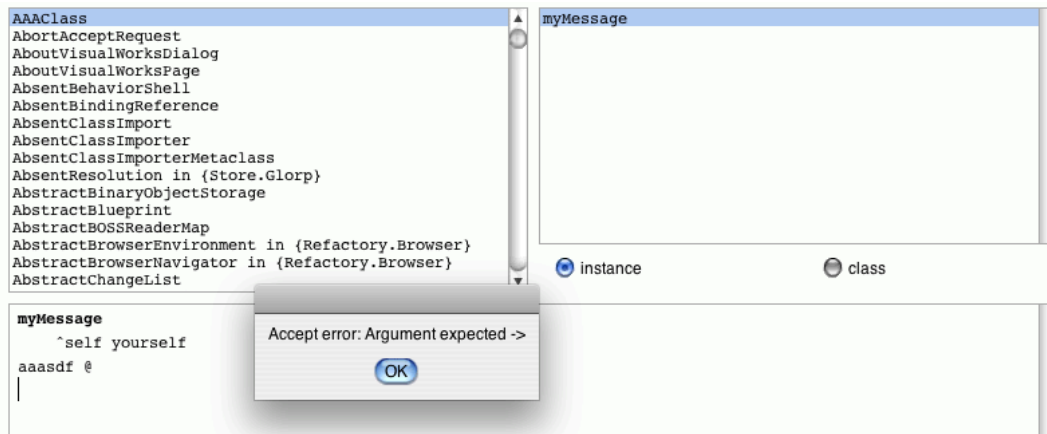 AAAClass
AbortAcceptRequest
AboutVisualWorksDialog
AboutVisualWorksPage
AbsentBehaviorShell
AbsentBindingReference
AbsentClassImport
AbsentClassImporter
AbsentClassImporterMetaclass
AbsentResolution in {Store.Glorp}
AbstractBinaryObjectStorage
AbstractBlueprint
AbstractBOSSReaderMap
AbstractBrowserEnvironment in {Refactory.Browser}
AbstractBrowserNavigator in {Refactory.Browser}
AbstractChangeList
myMessage
instance
class
myMessage
^self yourself
aaasdf @
Accept error: Argument expected ->
OK